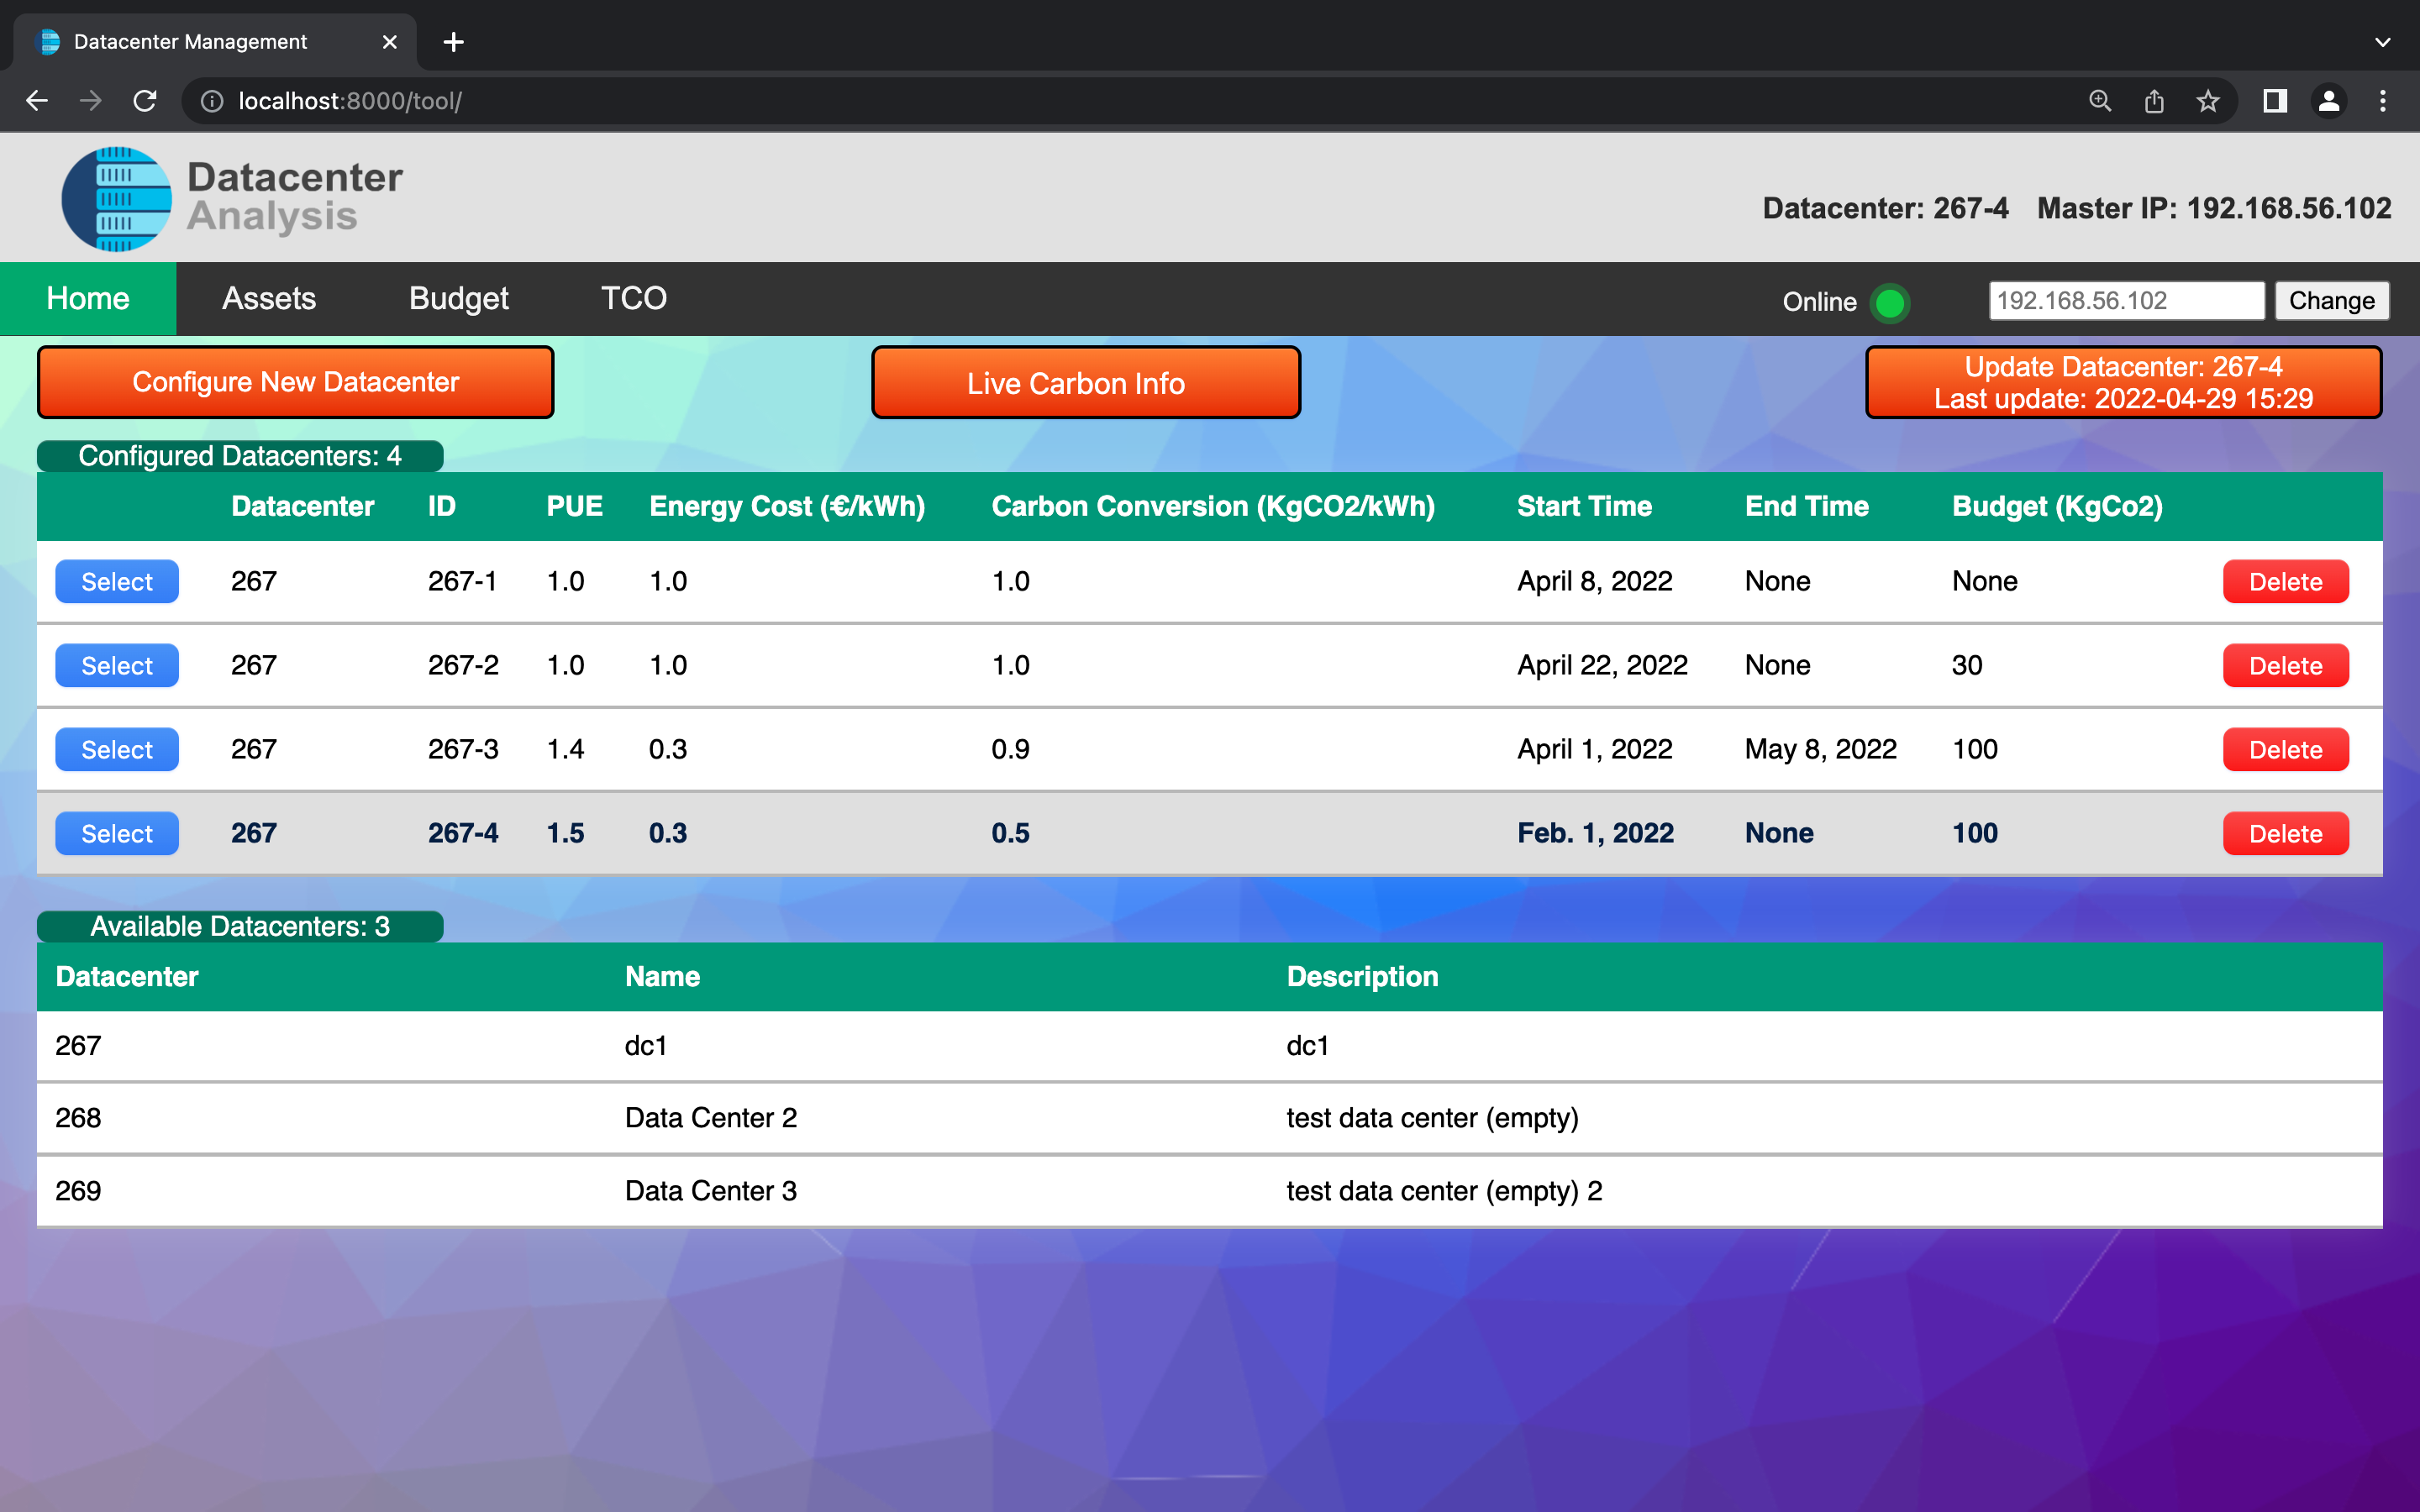 Datacenter Management
localhost:8000/tool/
Datacenter
Analysis
Datacenter: 267-4 Master IP: 192.168.56.102
Home Assets Budget TCO Online 192.168.56.102 Change
Configure New Datacenter
Live Carbon Info
Update Datacenter: 267-4
Last update: 2022-04-29 15:29
Configured Datacenters: 4
Datacenter ID PUE Energy Cost (€/kWh) Carbon Conversion (KgCO2/kWh) Start Time End Time Budget (KgCo2)
Select 267 267-1 1.0 1.0 1.0 April 8, 2022 None None Delete
Select 267 267-2 1.0 1.0 1.0 April 22, 2022 None 30 Delete
Select 267 267-3 1.4 0.3 0.9 April 1, 2022 May 8, 2022 100 Delete
Select 267 267-4 1.5 0.3 0.5 Feb. 1, 2022 None 100 Delete
Available Datacenters: 3
Datacenter Name Description
267 dc1 dc1
268 Data Center 2 test data center (empty)
269 Data Center 3 test data center (empty) 2